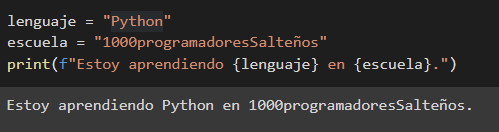 lenguaje = "Python"
escuela = "1000programadoresSalteños"
print(f"Estoy aprendiendo {lenguaje} en {escuela}.")
Estoy aprendiendo Python en 1000programadoresSalteños.